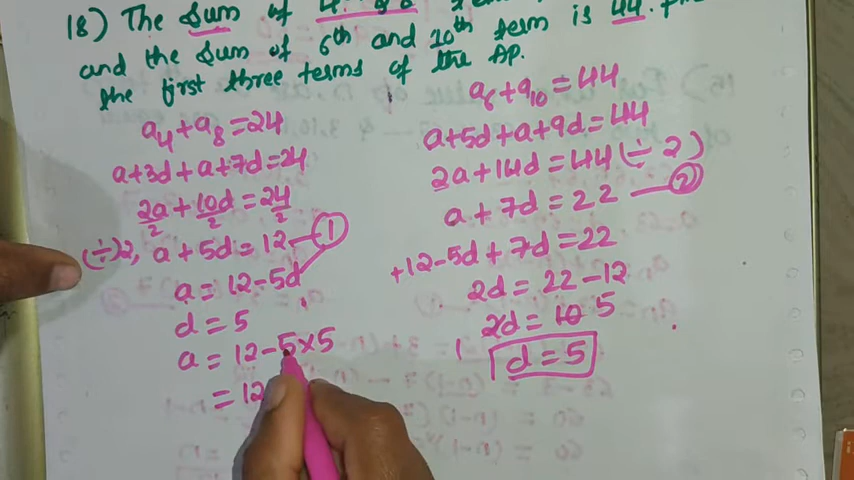 18) The Sum of
and the Sum of 6th and 10th term is 44.
the first three terms of the AP.
a4 + a8 = 24
a+3d + a+7d = 24
2a/2 + 10d/2 = 24/2
(÷)2, a + 5d = 12 — 1
a = 12-5d
d = 5
a = 12-5×5
= 12
a6 + a10 = 44
a+5d + a+9d = 44
2a + 14d = 44 (÷ 2)
a + 7d = 22 — 2
+12-5d + 7d = 22
2d = 22 - 12
2d = 10 5
d = 5